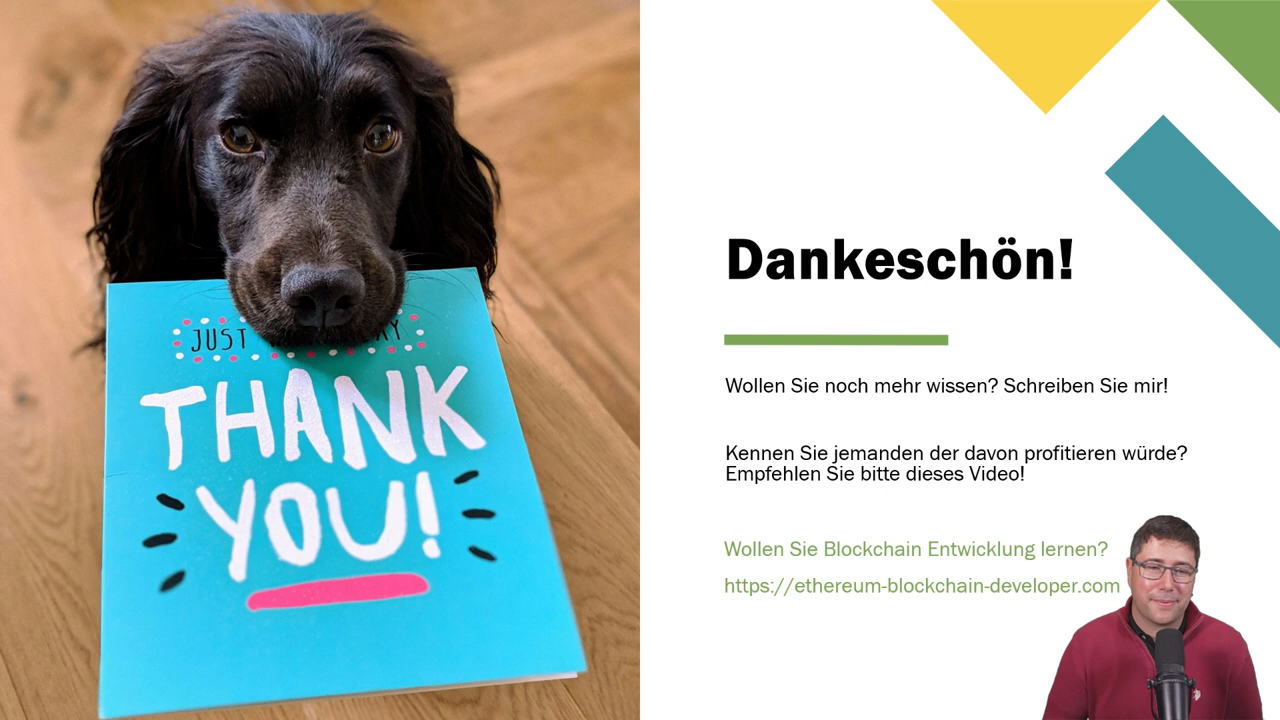 JUST
THANK
YOU!
Dankeschön!
Wollen Sie noch mehr wissen? Schreiben Sie mir!
Kennen Sie jemanden der davon profitieren würde?
Empfehlen Sie bitte dieses Video!
Wollen Sie Blockchain Entwicklung lernen?
https://ethereum-blockchain-developer.com